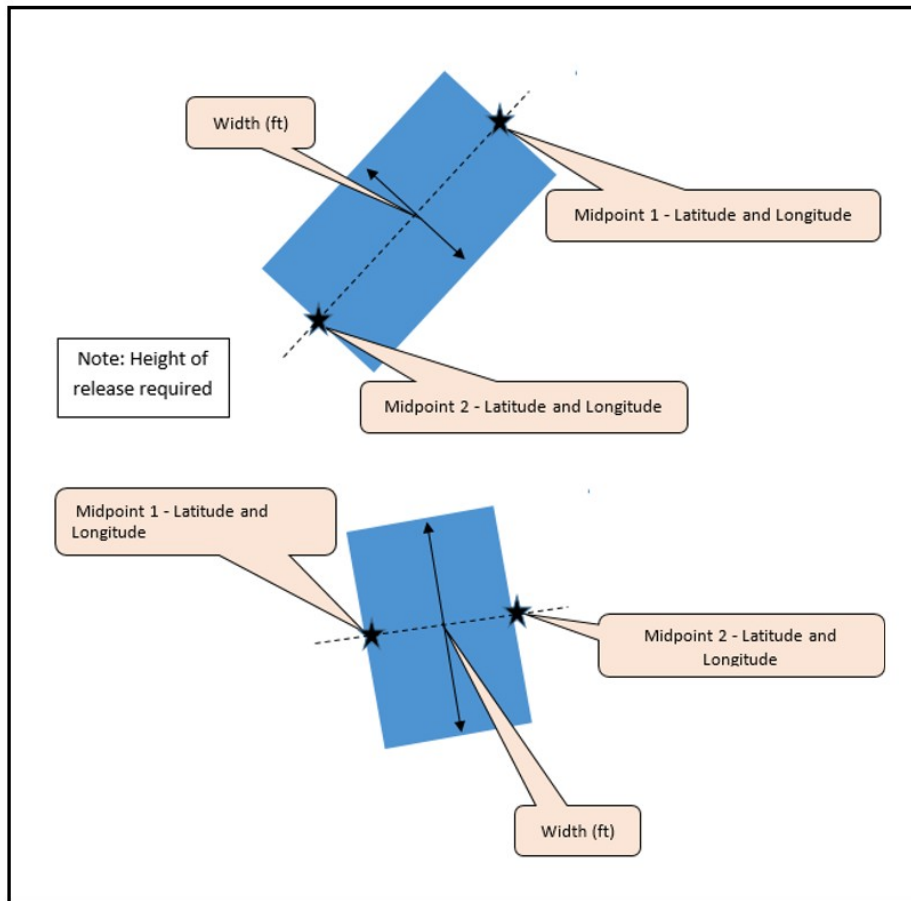 Width (ft)
Midpoint 1 - Latitude and Longitude
Note: Height of
release required
Midpoint 2 - Latitude and Longitude
Midpoint 1 - Latitude and
Longitude
Midpoint 2 - Latitude and
Longitude
Width (ft)